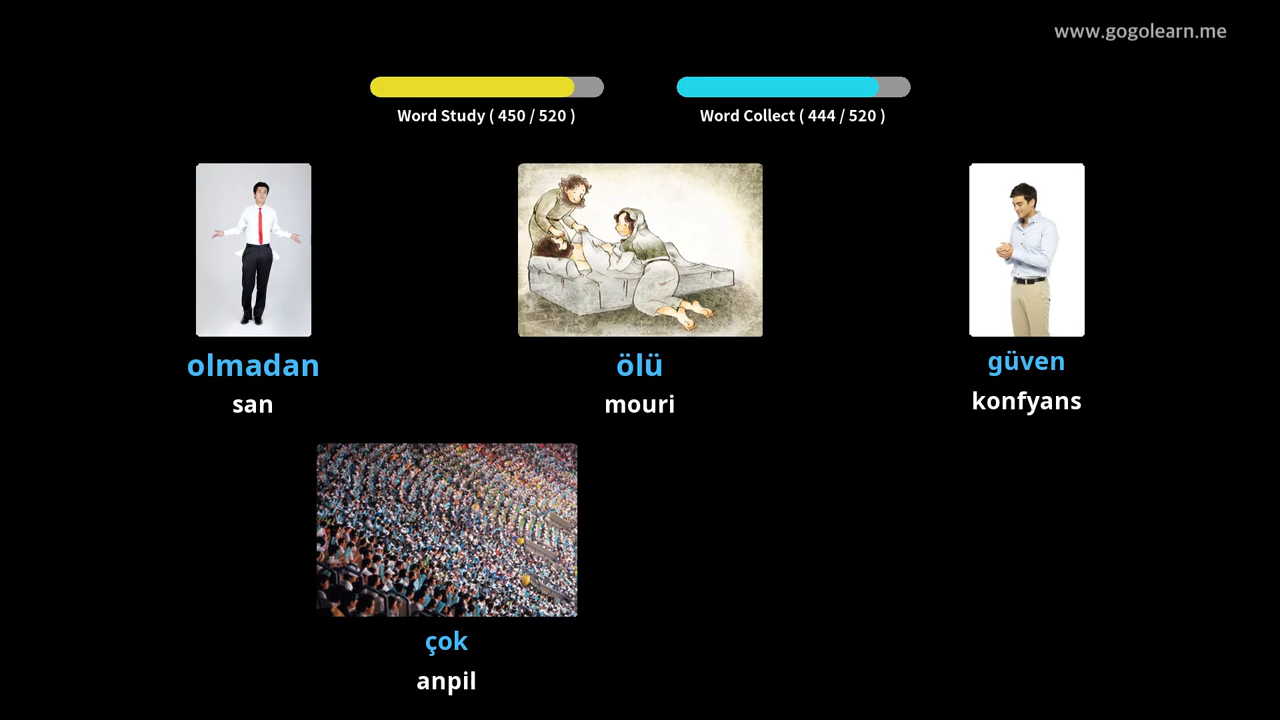 www.gogolearn.me
Word Study ( 450 / 520 )
Word Collect ( 444 / 520 )
olmadan
san
ölü
mouri
güven
konfyans
çok
anpil